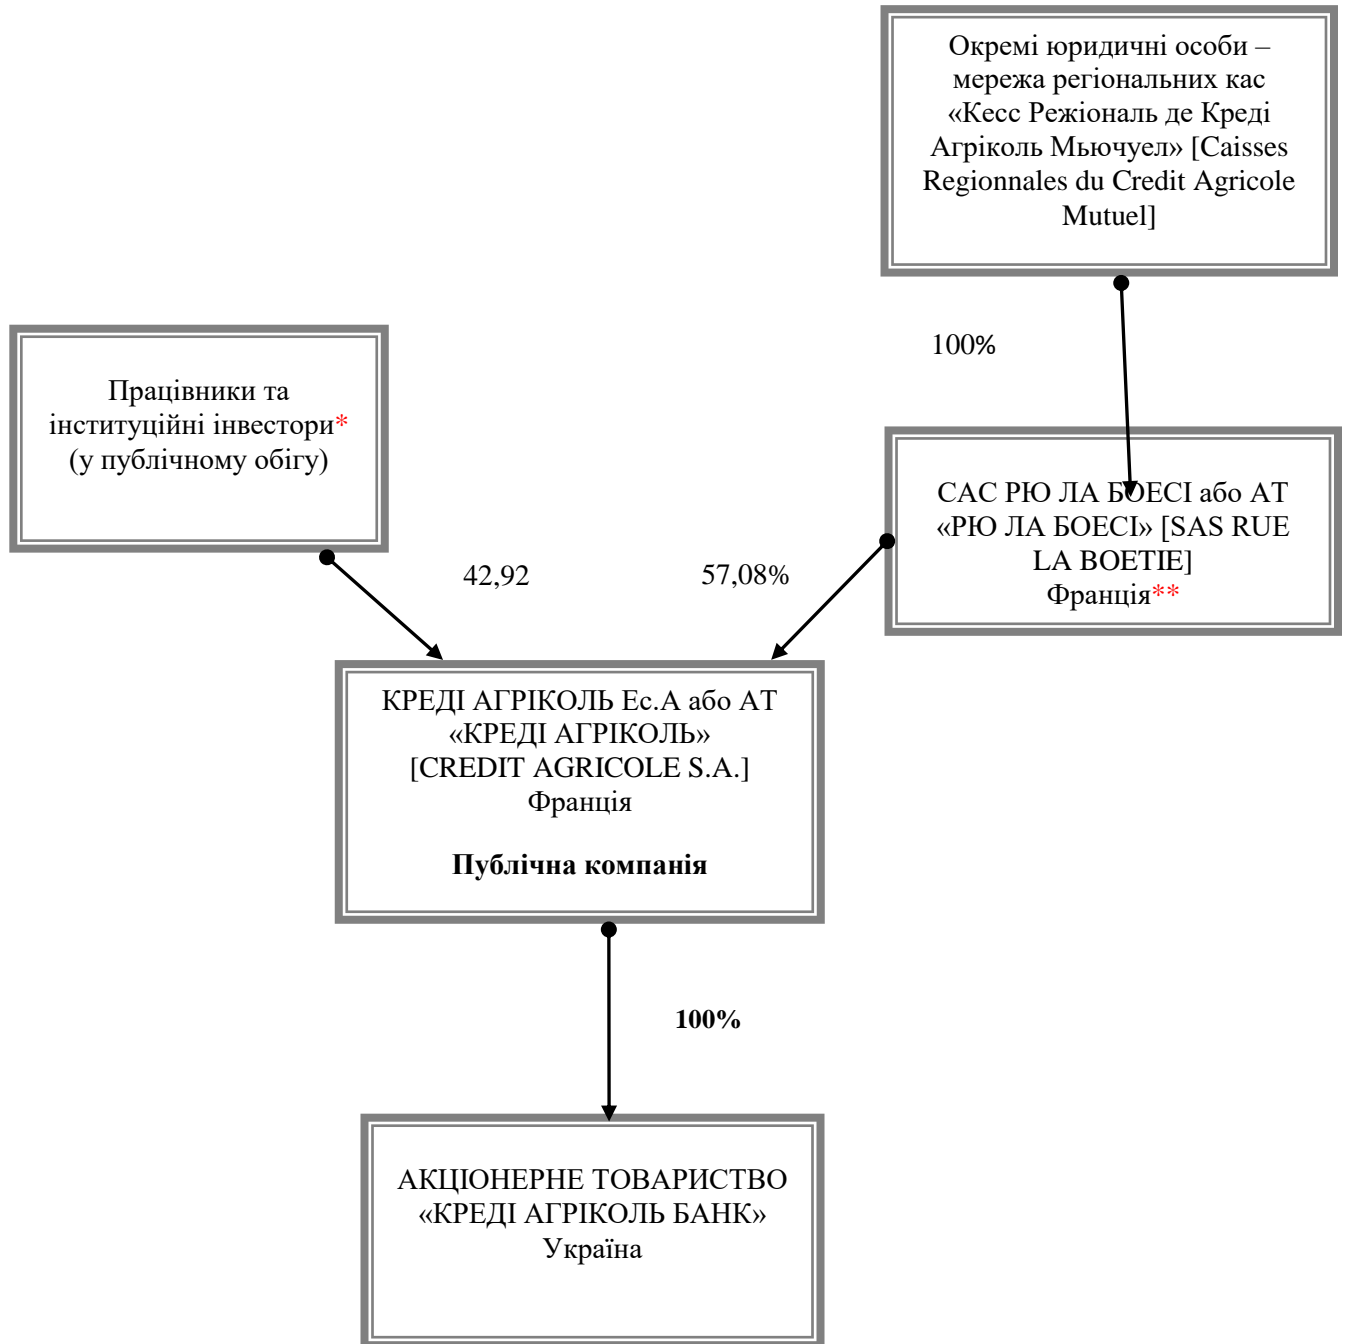 Окремі юридичні особи –
мережа регіональних кас
«Кесс Режіональ де Креді
Агріколь Мьючуел» [Caisses
Regionnales du Credit Agricole
Mutuel]
100%
Працівники та
інституційні інвестори*
(у публічному обігу)
САС РЮ ЛА БОЕСІ або АТ
«РЮ ЛА БОЕСІ» [SAS RUE
LA BOETIE]
Франція**
42,92
57,08%
КРЕДІ АГРІКОЛЬ Ес.А або АТ
«КРЕДІ АГРІКОЛЬ»
[CREDIT AGRICOLE S.A.]
Франція
Публічна компанія
100%
АКЦІОНЕРНЕ ТОВАРИСТВО
«КРЕДІ АГРІКОЛЬ БАНК»
Україна